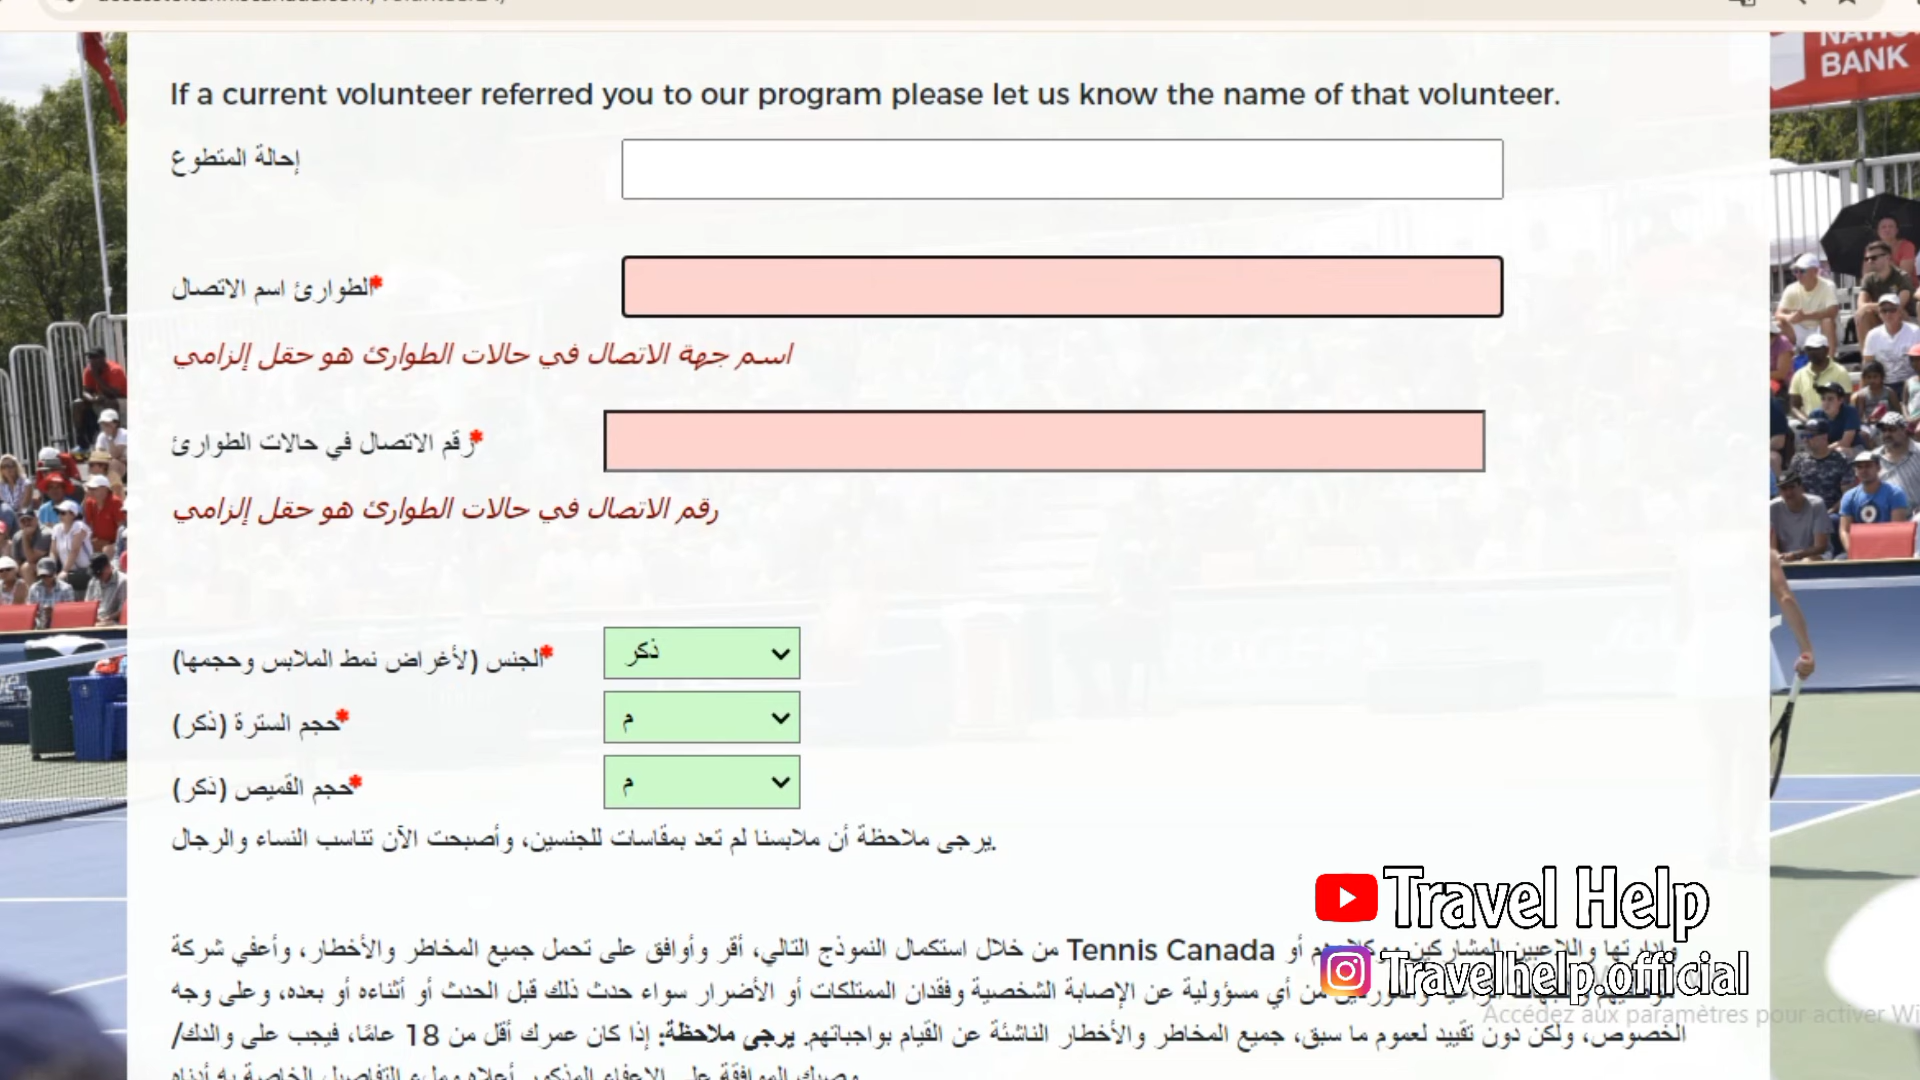 NATIONAL
BANK
If a current volunteer referred you to our program please let us know the name of that volunteer.
إحالة المتطوع
*الطوارئ اسم الاتصال
اسم جهة الاتصال في حالات الطوارئ هو حقل إلزامي
*رقم الاتصال في حالات الطوارئ
رقم الاتصال في حالات الطوارئ هو حقل إلزامي
*الجنس (لأغراض نمط الملابس وحجمها)
ذكر
*حجم السترة (ذكر)
م
*حجم القميص (ذكر)
م
يرجى ملاحظة أن ملابسنا لم تعد بمقاسات للجنسين، وأصبحت الآن تناسب النساء والرجال.
Travel Help
من خلال استكمال النموذج التالي، أقر وأوافق على تحمل جميع المخاطر والأخطار، وأعفي شركة Tennis Canada أو وإدارتها واللاعبين المشاركين
Travelhelp.official
من أي مسؤولية عن الإصابة الشخصية وفقدان الممتلكات أو الأضرار سواء حدث ذلك قبل الحدث أو أثناءه أو بعده، وعلى وجه
Accédez aux paramètres pour activer Wi
الخصوص، ولكن دون تقييد لعموم ما سبق، جميع المخاطر والأخطار الناشئة عن القيام بواجباتهم. يرجى ملاحظة: إذا كان عمرك أقل من 18 عامًا، فيجب على والدك/